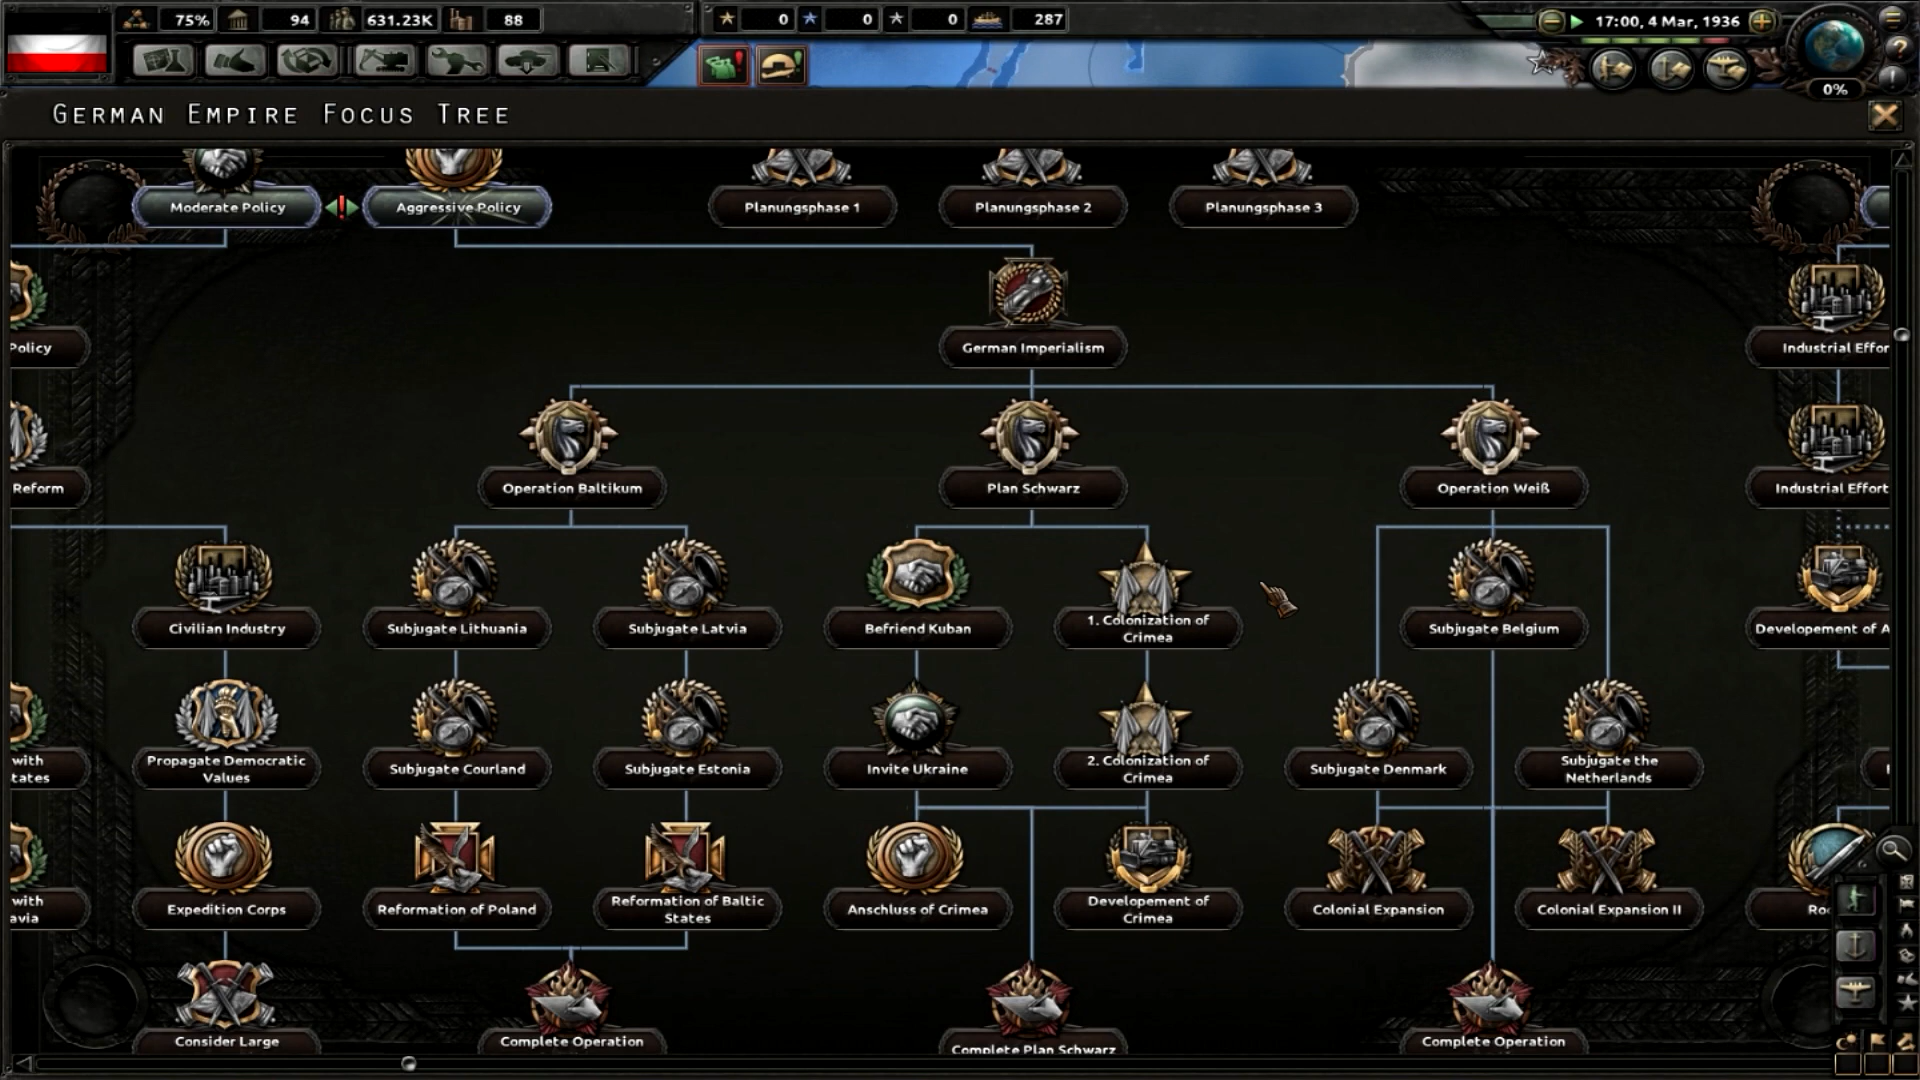 75% 94 631.23K 88 0 0 0 287 17:00, 4 Mar, 1936
0%
German Empire Focus Tree
Moderate Policy Aggressive Policy Planungsphase 1 Planungsphase 2 Planungsphase 3
Policy German Imperialism Industrial Effor
Reform Operation Baltikum Plan Schwarz Operation Weiß Industrial Effort
Civilian Industry Subjugate Lithuania Subjugate Latvia Befriend Kuban 1. Colonization of
Crimea Subjugate Belgium Developement of A
with
tates Propagate Democratic
Values Subjugate Courland Subjugate Estonia Invite Ukraine 2. Colonization of
Crimea Subjugate Denmark Subjugate the
Netherlands
with
avia Expedition Corps Reformation of Poland Reformation of Baltic
States Anschluss of Crimea Developement of
Crimea Colonial Expansion Colonial Expansion II Ro
Consider Large Complete Operation Complete Plan Schwarz Complete Operation